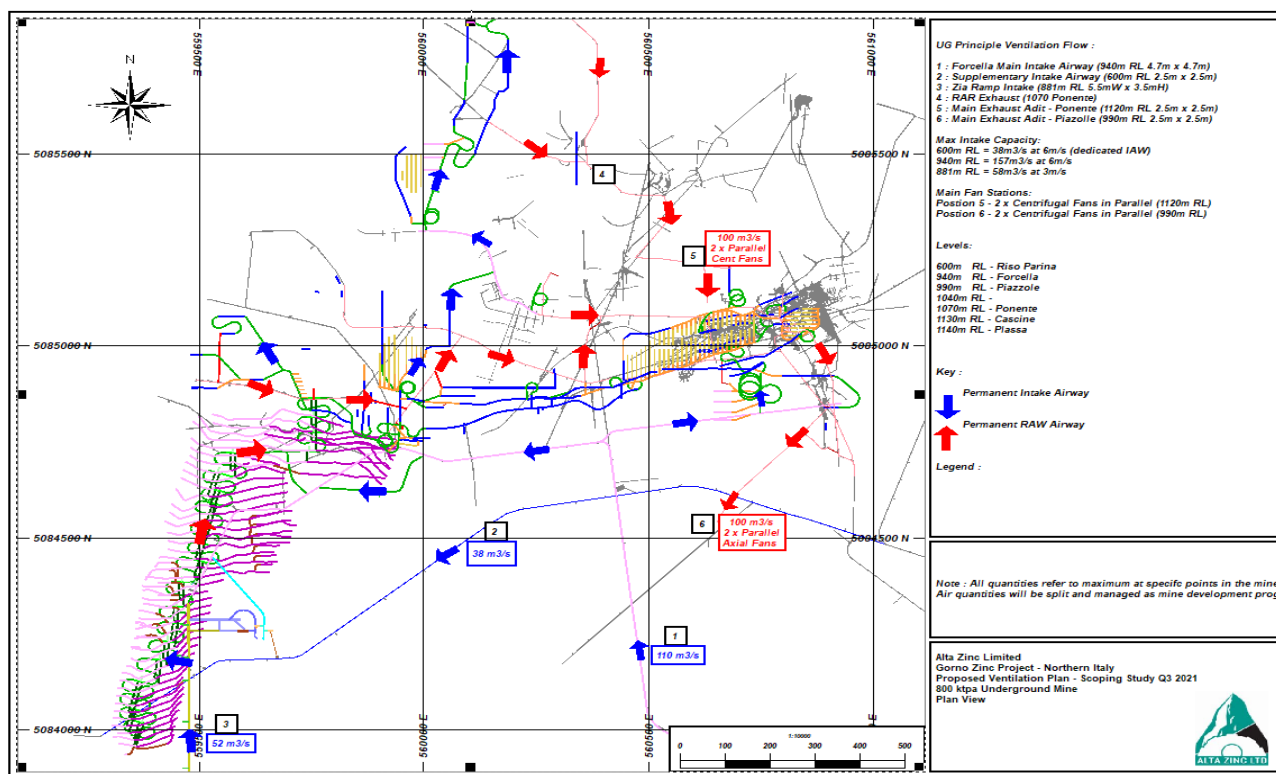 559500 E
560000 E
560500 E
561000 E
N
5085500 N
5085500 N
4
100 m3/s
2 x Parallel
Cent Fans
5
5085000 N
5085000 N
6
100 m3/s
2 x Parallel
Axial Fans
2
38 m3/s
5084500 N
5084500 N
1
110 m3/s
3
52 m3/s
5084000 N
559500 E
560000 E
560500 E
1:10000
0 100 200 300 400 500
UG Principle Ventilation Flow :
1 : Forcella Main Intake Airway (940m RL 4.7m x 4.7m)
2 : Supplementary Intake Airway (600m RL 2.5m x 2.5m)
3 : Zia Ramp Intake (881m RL 5.5mW x 3.5mH)
4 : RAR Exhaust (1070 Ponente)
5 : Main Exhaust Adit - Ponente (1120m RL 2.5m x 2.5m)
6 : Main Exhaust Adit - Piazolle (990m RL 2.5m x 2.5m)
Max Intake Capacity:
600m RL = 38m3/s at 6m/s (dedicated IAW)
940m RL = 157m3/s at 6m/s
881m RL = 58m3/s at 3m/s
Main Fan Stations:
Postion 5 - 2 x Centrifugal Fans in Parallel (1120m RL)
Postion 6 - 2 x Centrifugal Fans in Parallel (990m RL)
Levels:
600m RL - Riso Parina
940m RL - Forcella
990m RL - Piazzole
1040m RL -
1070m RL - Ponente
1130m RL - Cascine
1140m RL - Plassa
Key :
Permanent Intake Airway
Permanent RAW Airway
Legend :
Note : All quantities refer to maximum at specifc points in the mine
Air quantities will be split and managed as mine development prog
Alta Zinc Limited
Gorno Zinc Project - Northern Italy
Proposed Ventilation Plan - Scoping Study Q3 2021
800 ktpa Underground Mine
Plan View
ALTA ZINC LTD